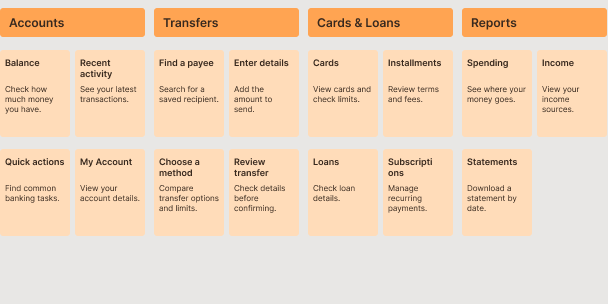 Accounts
Balance
Check how
much money
you have.
Recent
activity
See your latest
transactions.
Quick actions
Find common
banking tasks.
My Account
View your
account details.
Transfers
Find a payee
Search for a
saved recipient.
Enter details
Add the
amount to
send.
Choose a
method
Compare
transfer options
and limits.
Review
transfer
Check details
before
confirming.
Cards & Loans
Cards
View cards and
check limits.
Installments
Review terms
and fees.
Loans
Check loan
details.
Subscripti
ons
Manage
recurring
payments.
Reports
Spending
See where your
money goes.
Income
View your
income
sources.
Statements
Download a
statement by
date.